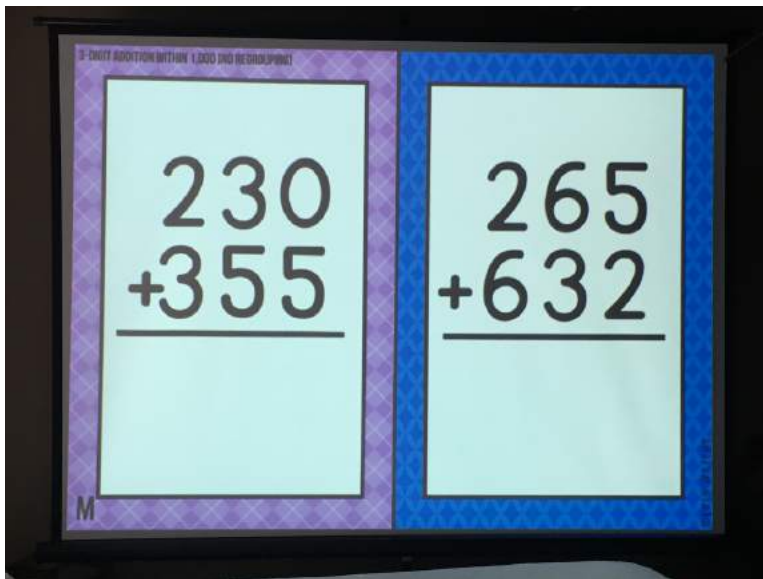 3-DIGIT ADDITION WITHIN 1,000 (NO REGROUPING)
230
+355
265
+632
M